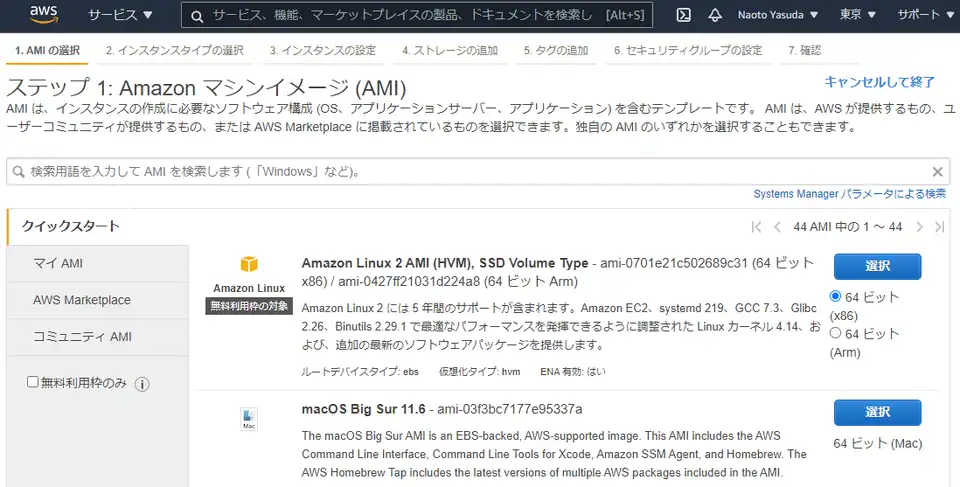 aws サービス サービス、機能、マーケットプレイスの製品、ドキュメントを検索し [Alt+S] Naoto Yasuda 東京 サポート
1. AMI の選択 2. インスタンスタイプの選択 3. インスタンスの設定 4. ストレージの追加 5. タグの追加 6. セキュリティグループの設定 7. 確認
ステップ 1: Amazon マシンイメージ (AMI)
キャンセルして終了
AMI は、インスタンスの作成に必要なソフトウェア構成 (OS、アプリケーションサーバー、アプリケーション) を含むテンプレートです。 AMI は、AWS が提供するもの、ユ
ーザーコミュニティが提供するもの、または AWS Marketplace に掲載されているものを選択できます。独自の AMI のいずれかを選択することもできます。
検索用語を入力して AMI を検索します (「Windows」など)。
Systems Manager パラメータによる検索
クイックスタート
マイ AMI
AWS Marketplace
コミュニティ AMI
無料利用枠のみ i
44 AMI 中の 1 ～ 44
Amazon Linux
無料利用枠の対象
Amazon Linux 2 AMI (HVM), SSD Volume Type - ami-0701e21c502689c31 (64 ビット
x86) / ami-0427ff21031d224a8 (64 ビット Arm)
Amazon Linux 2 には 5 年間のサポートが含まれます。Amazon EC2、systemd 219、GCC 7.3、Glibc
2.26、Binutils 2.29.1 で最適なパフォーマンスを発揮できるように調整された Linux カーネル 4.14、お
よび、追加の最新のソフトウェアパッケージを提供します。
ルートデバイスタイプ: ebs 仮想化タイプ: hvm ENA 有効: はい
選択
64 ビット
(x86)
64 ビット
(Arm)
Mac
macOS Big Sur 11.6 - ami-03f3bc7177e95337a
The macOS Big Sur AMI is an EBS-backed, AWS-supported image. This AMI includes the AWS
Command Line Interface, Command Line Tools for Xcode, Amazon SSM Agent, and Homebrew. The
AWS Homebrew Tap includes the latest versions of multiple AWS packages included in the AMI.
選択
64 ビット (Mac)